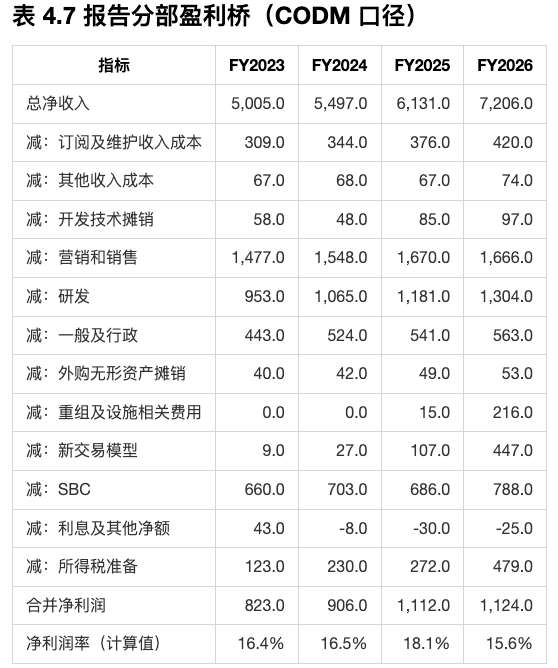 表 4.7 报告分部盈利桥（CODM 口径）
指标 FY2023 FY2024 FY2025 FY2026
总净收入 5,005.0 5,497.0 6,131.0 7,206.0
减：订阅及维护收入成本 309.0 344.0 376.0 420.0
减：其他收入成本 67.0 68.0 67.0 74.0
减：开发技术摊销 58.0 48.0 85.0 97.0
减：营销和销售 1,477.0 1,548.0 1,670.0 1,666.0
减：研发 953.0 1,065.0 1,181.0 1,304.0
减：一般及行政 443.0 524.0 541.0 563.0
减：外购无形资产摊销 40.0 42.0 49.0 53.0
减：重组及设施相关费用 0.0 0.0 15.0 216.0
减：新交易模型 9.0 27.0 107.0 447.0
减：SBC 660.0 703.0 686.0 788.0
减：利息及其他净额 43.0 -8.0 -30.0 -25.0
减：所得税准备 123.0 230.0 272.0 479.0
合并净利润 823.0 906.0 1,112.0 1,124.0
净利润率（计算值） 16.4% 16.5% 18.1% 15.6%